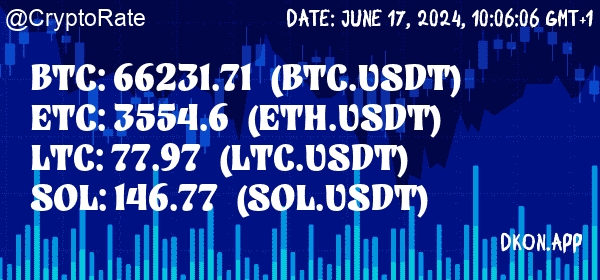 @CryptoRate
DATE: JUNE 17, 2024, 10:06:06 GMT+1
BTC: 66231.71 (BTC.USDT)
ETC: 3554.6 (ETH.USDT)
LTC: 77.97 (LTC.USDT)
SOL: 146.77 (SOL.USDT)
DKON.APP